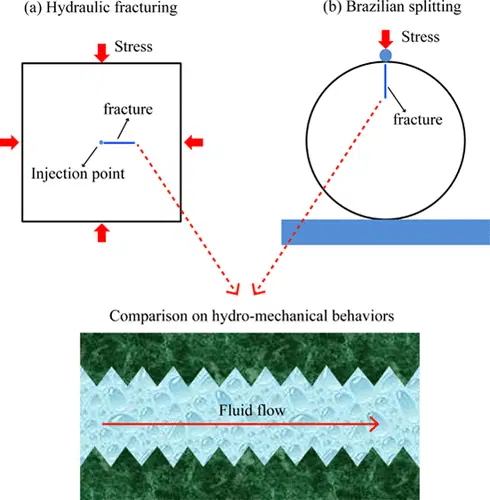 (a) Hydraulic fracturing
(b) Brazilian splitting
Stress
Stress
fracture
fracture
Injection point
Comparison on hydro-mechanical behaviors
Fluid flow